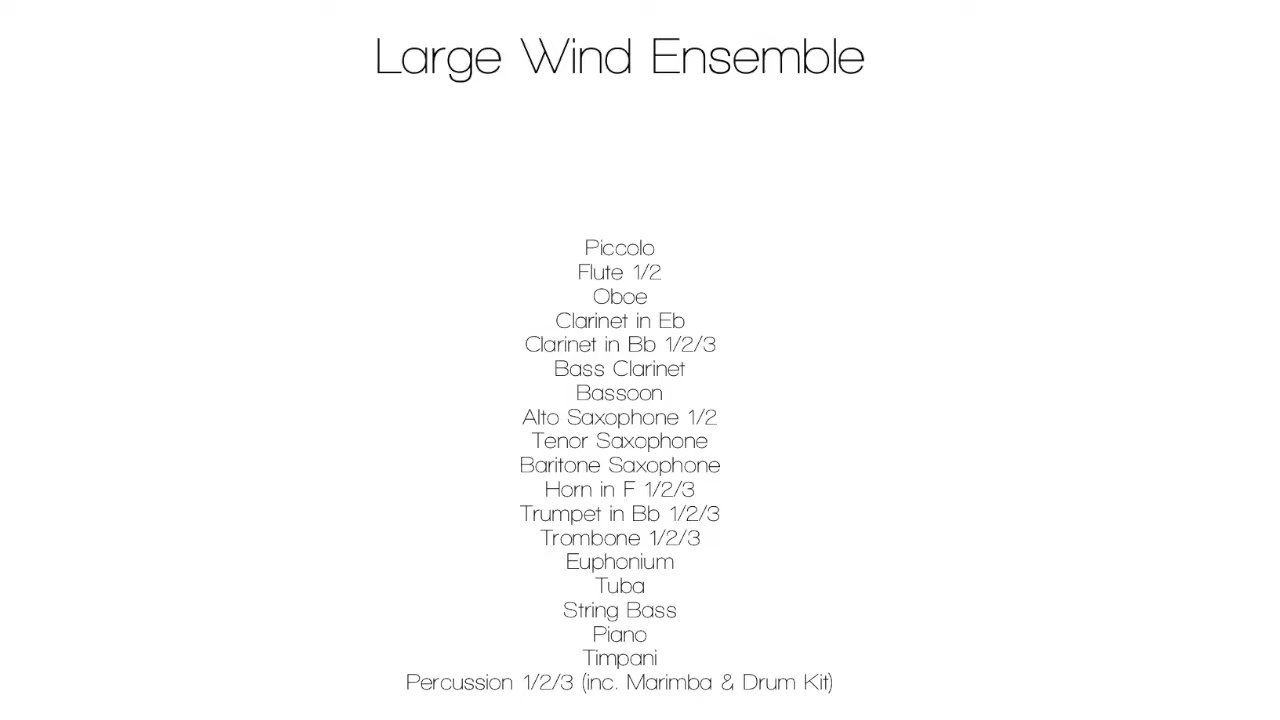 Large Wind Ensemble
Piccolo
Flute 1/2
Oboe
Clarinet in Eb
Clarinet in Bb 1/2/3
Bass Clarinet
Bassoon
Alto Saxophone 1/2
Tenor Saxophone
Baritone Saxophone
Horn in F 1/2/3
Trumpet in Bb 1/2/3
Trombone 1/2/3
Euphonium
Tuba
String Bass
Piano
Timpani
Percussion 1/2/3 (inc. Marimba & Drum Kit)